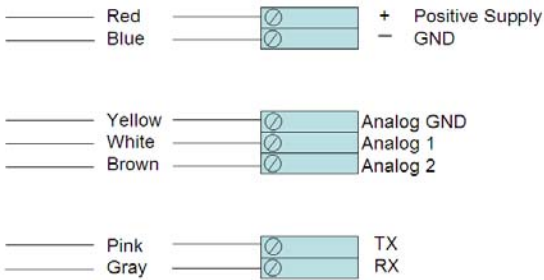 Red + Positive Supply
Blue − GND
Yellow Analog GND
White Analog 1
Brown Analog 2
Pink TX
Gray RX